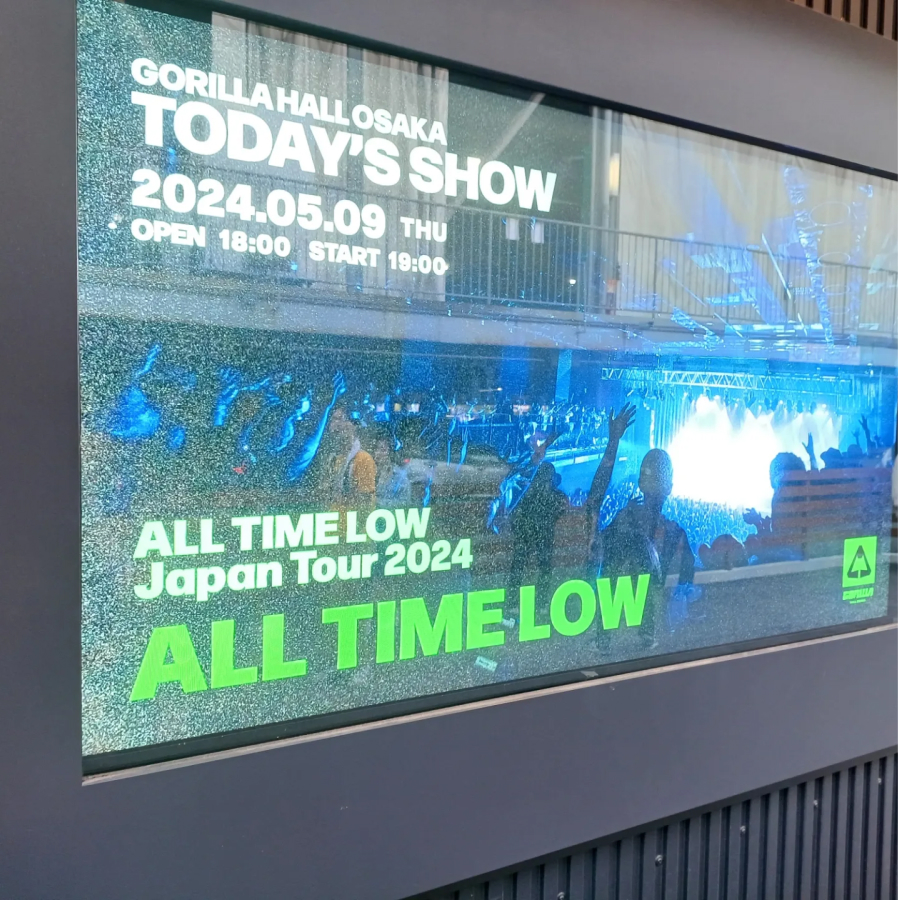 GORILLA HALL OSAKA
TODAY'S SHOW
2024.05.09 THU
OPEN 18:00 START 19:00
ALL TIME LOW
Japan Tour 2024
ALL TIME LOW